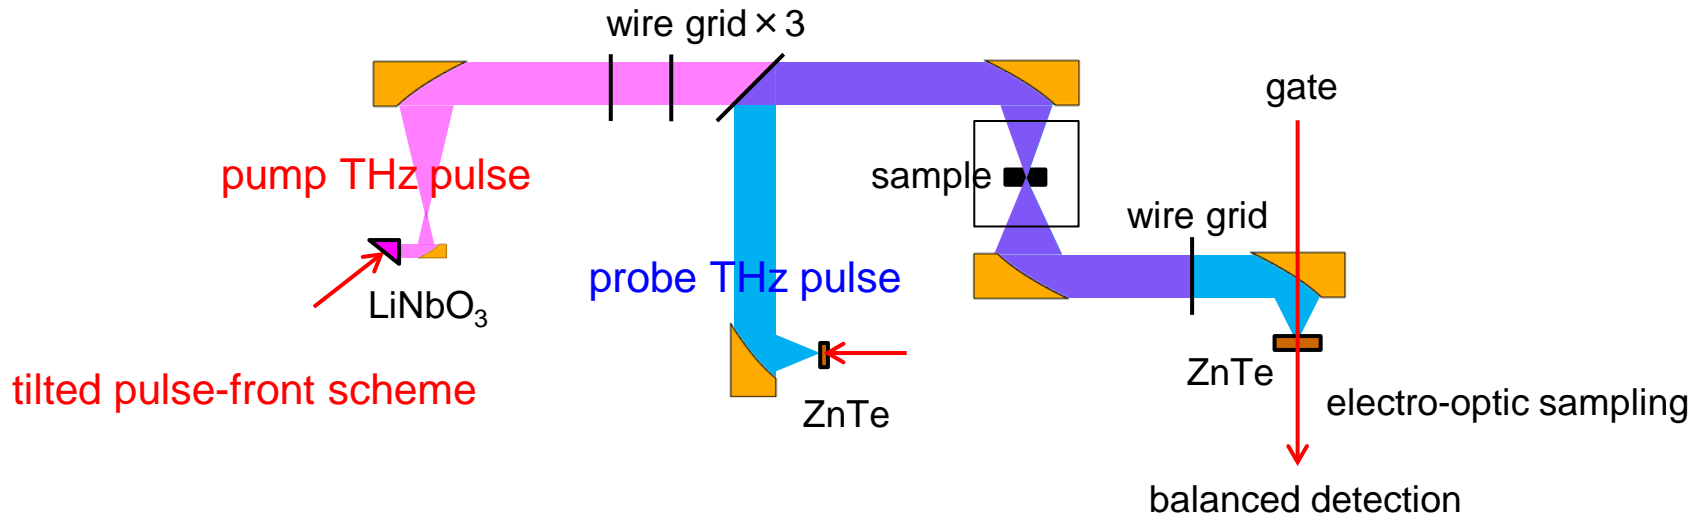 wire grid × 3
gate
pump THz pulse
sample
wire grid
probe THz pulse
LiNbO₃
ZnTe
tilted pulse-front scheme
ZnTe
electro-optic sampling
balanced detection